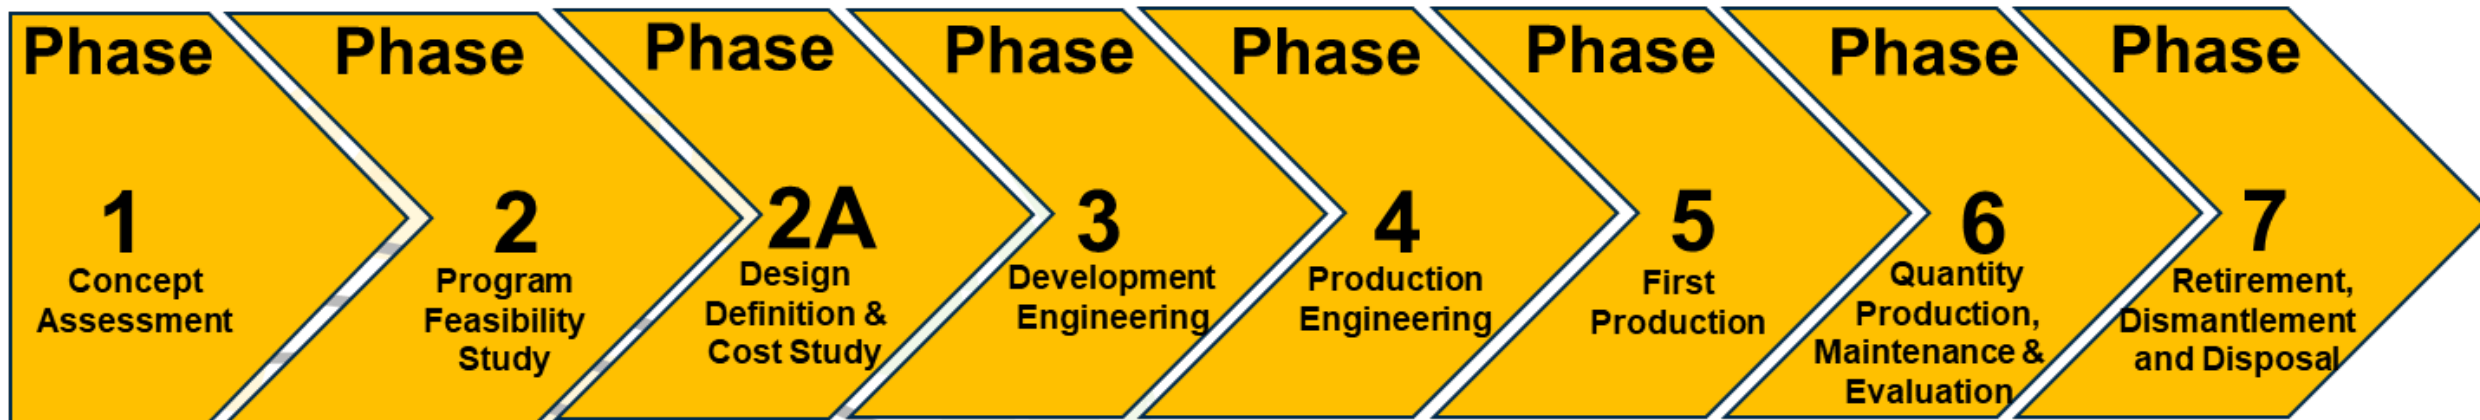 Phase
1
Concept
Assessment
Phase
2
Program
Feasibility
Study
Phase
2A
Design
Definition &
Cost Study
Phase
3
Development
Engineering
Phase
4
Production
Engineering
Phase
5
First
Production
Phase
6
Quantity
Production,
Maintenance &
Evaluation
Phase
7
Retirement,
Dismantlement
and Disposal